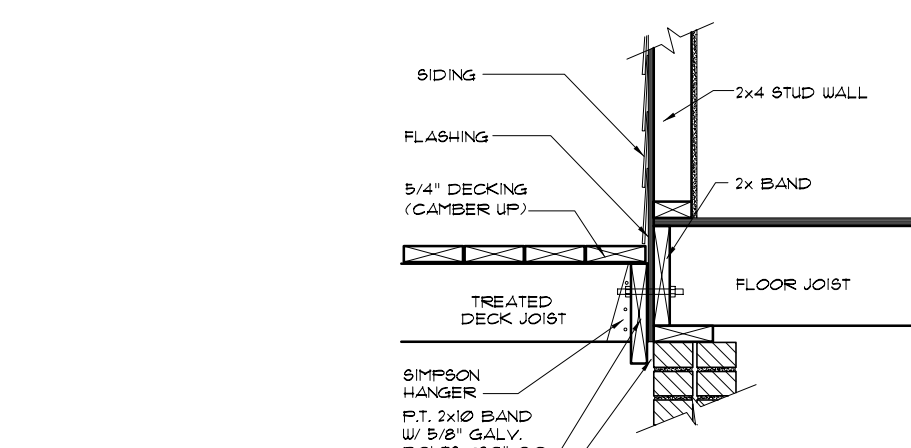 SIDING
2x4 STUD WALL
FLASHING
5/4" DECKING
(CAMBER UP)
2x BAND
TREATED
DECK JOIST
FLOOR JOIST
SIMPSON
HANGER
P.T. 2x10 BAND
W/ 5/8" GALV.